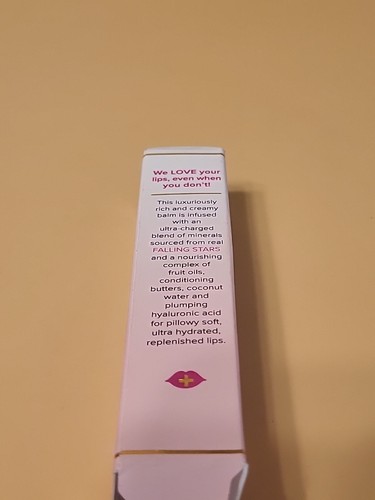 We LOVE your
lips, even when
you don't!
This luxuriously
rich and creamy
balm is infused
with an
ultra-charged
blend of minerals
sourced from real
FALLING STARS
and a nourishing
complex of
fruit oils,
conditioning
butters, coconut
water and
plumping
hyaluronic acid
for pillowy soft,
ultra hydrated,
replenished lips.